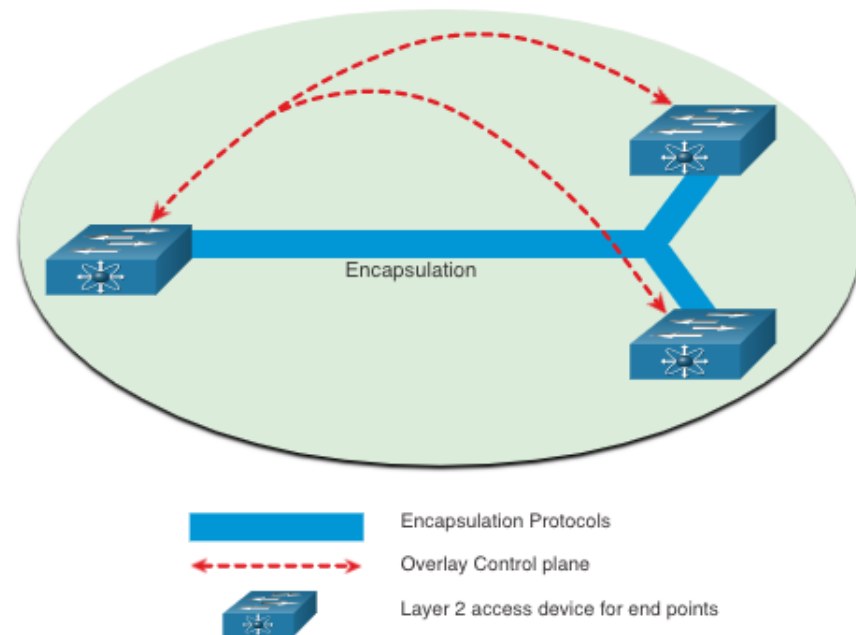 Encapsulation
Encapsulation Protocols
Overlay Control plane
Layer 2 access device for end points